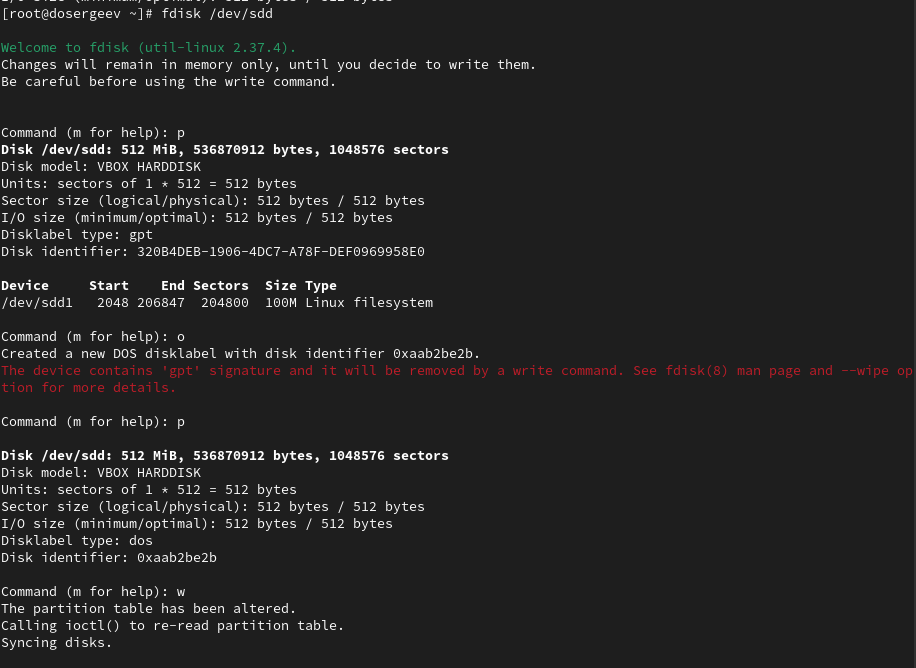 [root@dosergeev ~]# fdisk /dev/sdd
Welcome to fdisk (util-linux 2.37.4).
Changes will remain in memory only, until you decide to write them.
Be careful before using the write command.
Command (m for help): p
Disk /dev/sdd: 512 MiB, 536870912 bytes, 1048576 sectors
Disk model: VBOX HARDDISK
Units: sectors of 1 * 512 = 512 bytes
Sector size (logical/physical): 512 bytes / 512 bytes
I/O size (minimum/optimal): 512 bytes / 512 bytes
Disklabel type: gpt
Disk identifier: 320B4DEB-1906-4DC7-A78F-DEF0969958E0
Device     Start    End Sectors  Size Type
/dev/sdd1   2048 206847  204800  100M Linux filesystem
Command (m for help): o
Created a new DOS disklabel with disk identifier 0xaab2be2b.
The device contains 'gpt' signature and it will be removed by a write command. See fdisk(8) man page and --wipe op
tion for more details.
Command (m for help): p
Disk /dev/sdd: 512 MiB, 536870912 bytes, 1048576 sectors
Disk model: VBOX HARDDISK
Units: sectors of 1 * 512 = 512 bytes
Sector size (logical/physical): 512 bytes / 512 bytes
I/O size (minimum/optimal): 512 bytes / 512 bytes
Disklabel type: dos
Disk identifier: 0xaab2be2b
Command (m for help): w
The partition table has been altered.
Calling ioctl() to re-read partition table.
Syncing disks.